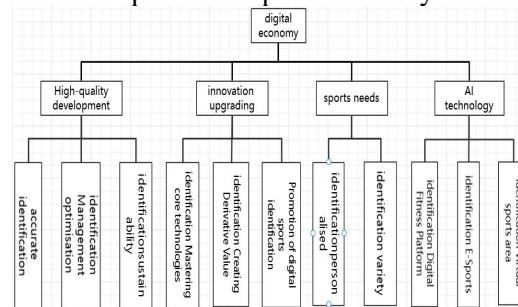 digital
economy
High-quality
development
innovation
upgrading
sports needs
AI
technology
accurate
identification
identification
Management
optimisation
identificationsustain
ability
identification Mastering
core technologies
identification Creating
Derivative Value
Promotion of digital
sports
identification
identificationperson
alised
identification variety
identification Digital
Fitness Platform
identification E-Sports
sports area